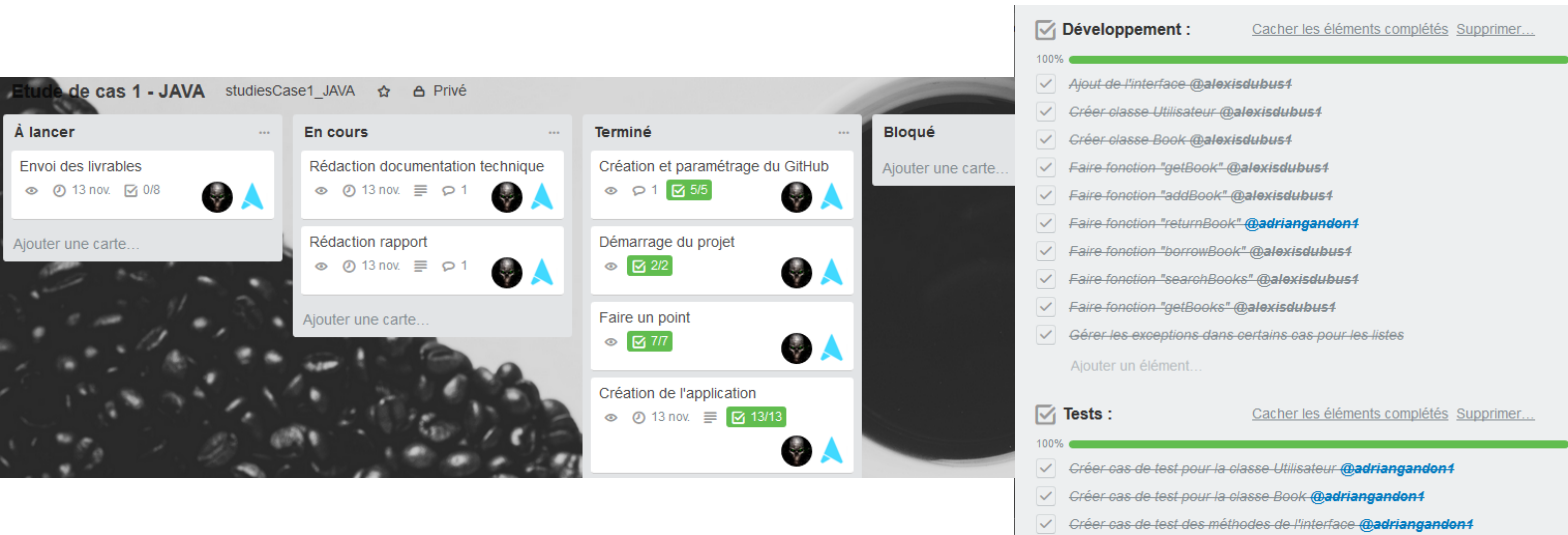 Etude de cas 1 - JAVA studiesCase1_JAVA Privé
À lancer
Envoi des livrables
13 nov. 0/8
Ajouter une carte…
En cours
Rédaction documentation technique
13 nov. 1
Rédaction rapport
13 nov. 1
Ajouter une carte…
Terminé
Création et paramétrage du GitHub
1 5/5
Démarrage du projet
2/2
Faire un point
7/7
Création de l'application
13 nov. 13/13
Bloqué
Ajouter une carte…
Développement : Cacher les éléments complétés Supprimer…
100%
Ajout de l'interface @alexisdubus1
Créer classe Utilisateur @alexisdubus1
Créer classe Book @alexisdubus1
Faire fonction "getBook" @alexisdubus1
Faire fonction "addBook" @alexisdubus1
Faire fonction "returnBook" @adriangandon1
Faire fonction "borrowBook" @alexisdubus1
Faire fonction "searchBooks" @alexisdubus1
Faire fonction "getBooks" @alexisdubus1
Gérer les exceptions dans certains cas pour les listes
Ajouter un élément…
Tests : Cacher les éléments complétés Supprimer…
100%
Créer cas de test pour la classe Utilisateur @adriangandon1
Créer cas de test pour la classe Book @adriangandon1
Créer cas de test des méthodes de l'interface @adriangandon1